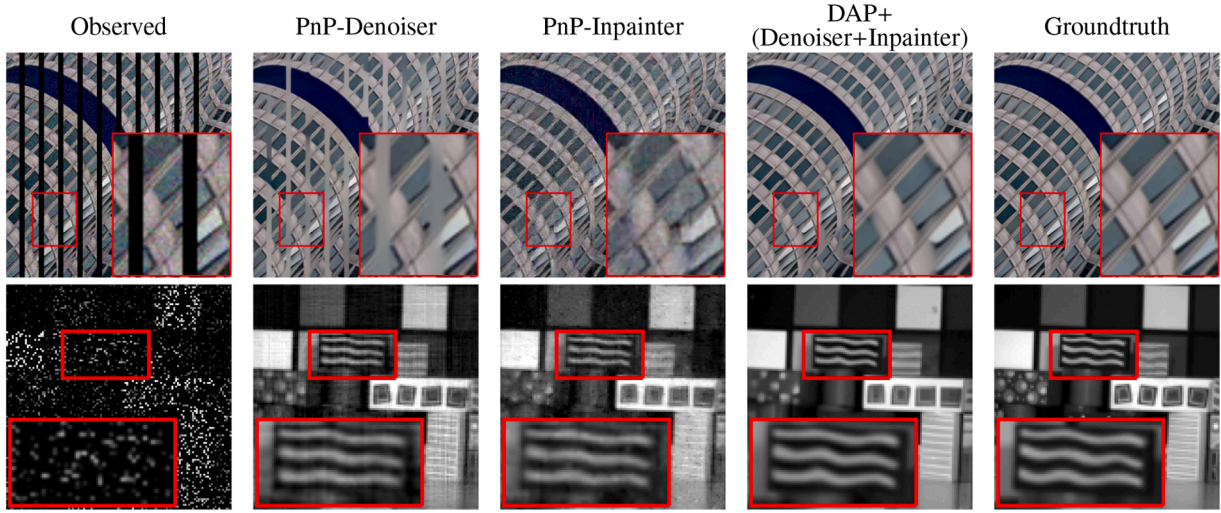 Observed
PnP-Denoiser
PnP-Inpainter
DAP+
(Denoiser+Inpainter)
Groundtruth